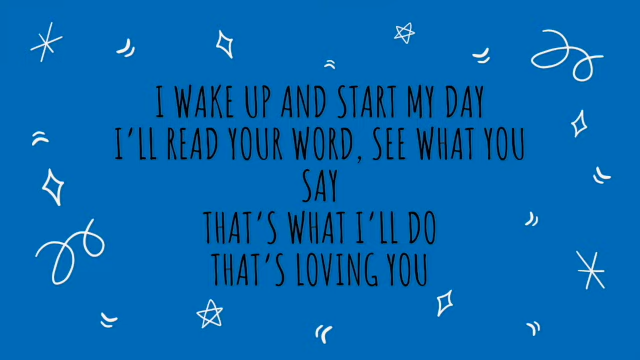 I WAKE UP AND START MY DAY
I'LL READ YOUR WORD, SEE WHAT YOU
SAY
THAT'S WHAT I'LL DO
THAT'S LOVING YOU